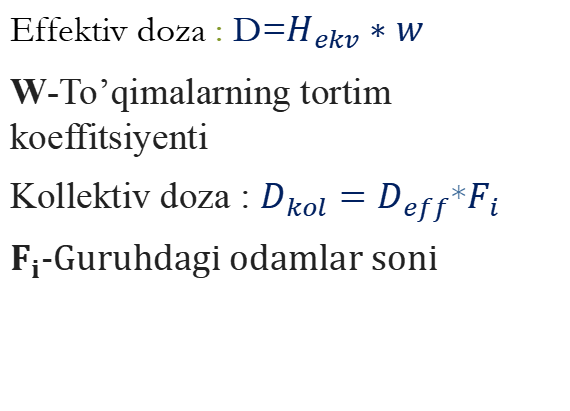 Effektiv doza : D=H_ekv * w
W-To’qimalarning tortim
koeffitsiyenti
Kollektiv doza : D_kol = D_eff*F_i
F_i-Guruhdagi odamlar soni